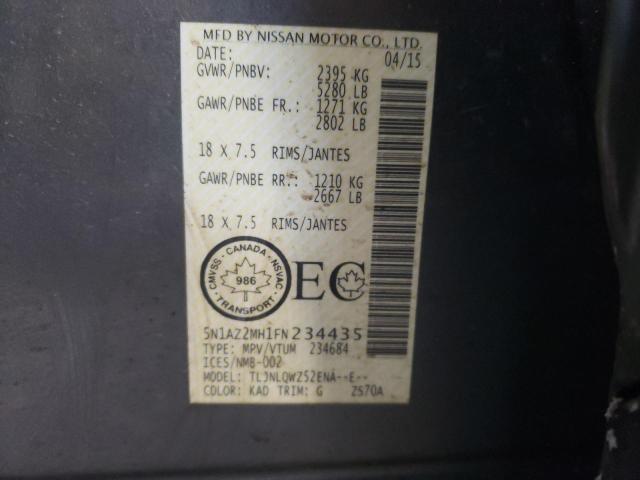 MFD BY NISSAN MOTOR CO., LTD.
DATE: 04/15
GVWR/PNBV: 2395 KG
5280 LB
GAWR/PNBE FR.: 1271 KG
2802 LB
18 X 7.5 RIMS/JANTES
GAWR/PNBE RR.: 1210 KG
2667 LB
18 X 7.5 RIMS/JANTES
CMVSS - CANADA - NSVAC
986
TRANSPORT
EC
5N1AZ2MH1FN234435
TYPE: MPV/VTUM 234684
ICES/NMB-002
MODEL: TLJNLQWZ52ENA--E--
COLOR: KAD TRIM: G Z570A